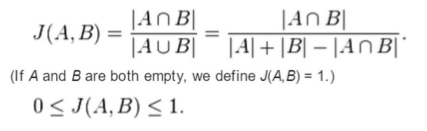 J(A, B) = |A ∩ B| / |A ∪ B| = |A ∩ B| / (|A| + |B| − |A ∩ B|).
(If A and B are both empty, we define J(A,B) = 1.)
0 ≤ J(A, B) ≤ 1.